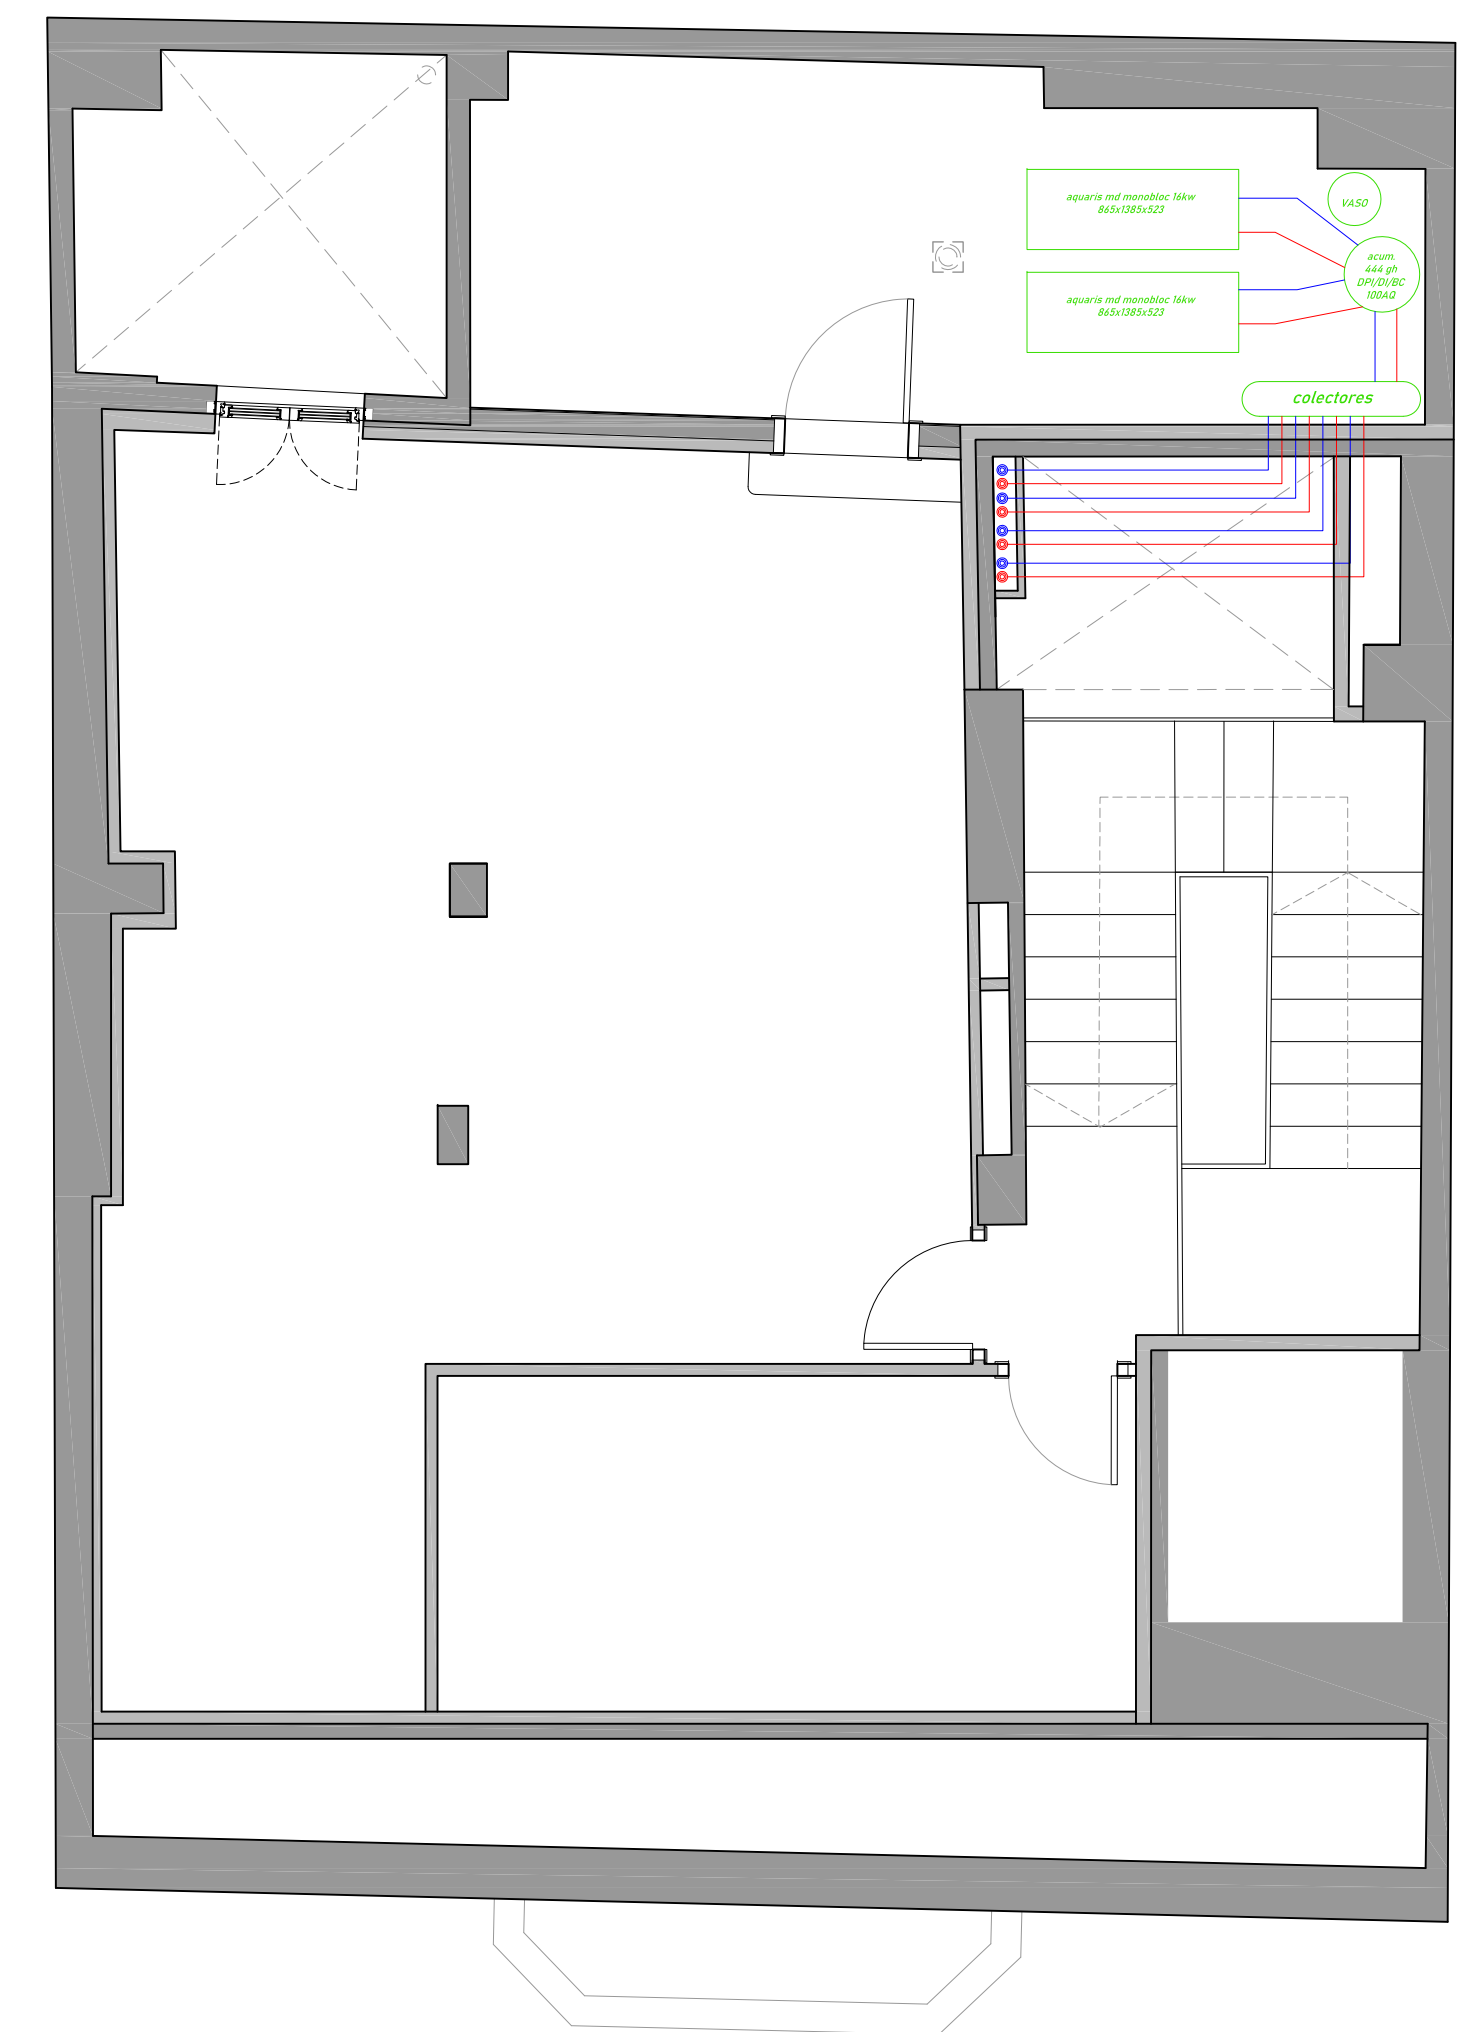 aquaris md monobloc 16kw
865x1385x523
VASO
acum.
444 gh
DPI/DI/BC
100AQ
aquaris md monobloc 16kw
865x1385x523
colectores